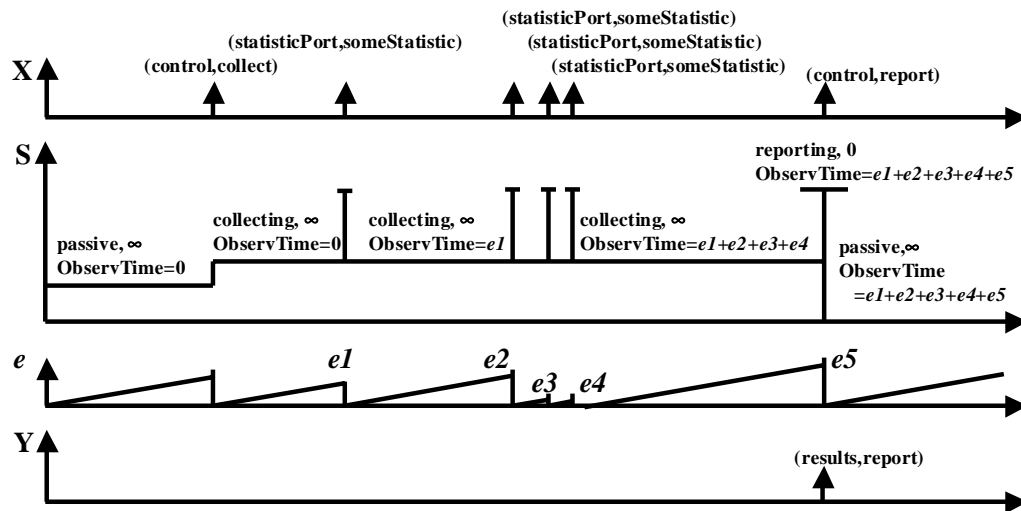 (statisticPort,someStatistic)
(statisticPort,someStatistic)
(statisticPort,someStatistic)
(control,collect)
(statisticPort,someStatistic)
(control,report)
X
S
reporting, 0
ObservTime=e1+e2+e3+e4+e5
passive, ∞
ObservTime=0
collecting, ∞
ObservTime=0
collecting, ∞
ObservTime=e1
collecting, ∞
ObservTime=e1+e2+e3+e4
passive,∞
ObservTime
=e1+e2+e3+e4+e5
e
e1
e2
e3
e4
e5
Y
(results,report)